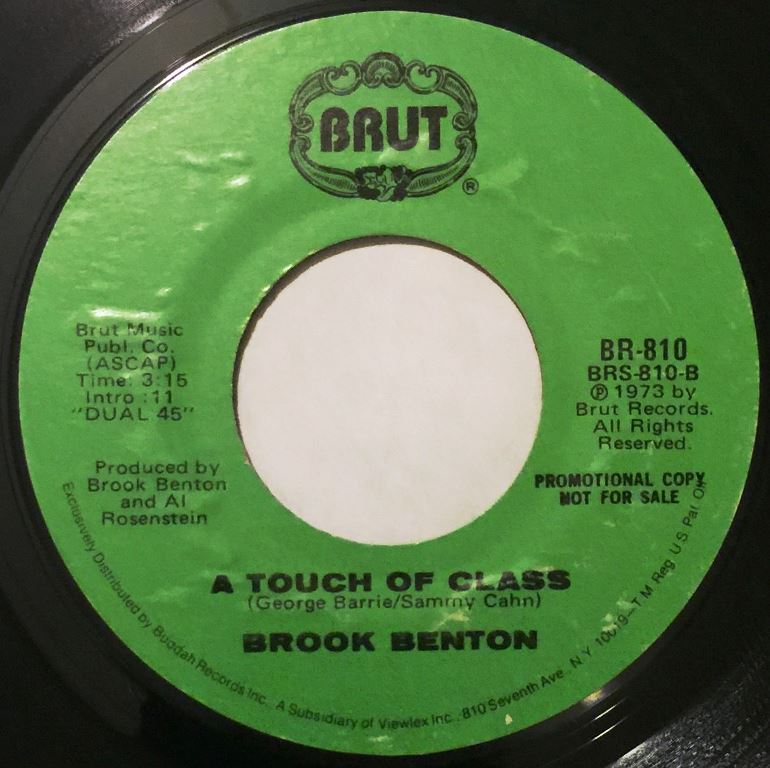 BRUT
®
Brut Music
Publ. Co.
(ASCAP)
Time: 3:15
Intro :11
"DUAL 45"
Produced by
Brook Benton
and Al
Rosenstein
BR-810
BRS-810-B
℗ 1973 by
Brut Records.
All Rights
Reserved.
PROMOTIONAL COPY
NOT FOR SALE
A TOUCH OF CLASS
(George Barrie/Sammy Cahn)
BROOK BENTON
Exclusively Distributed by Buddah Records Inc., A Subsidiary of Viewlex Inc., 810 Seventh Ave. N.Y. 10019—T.M. Reg U.S. Pat Off